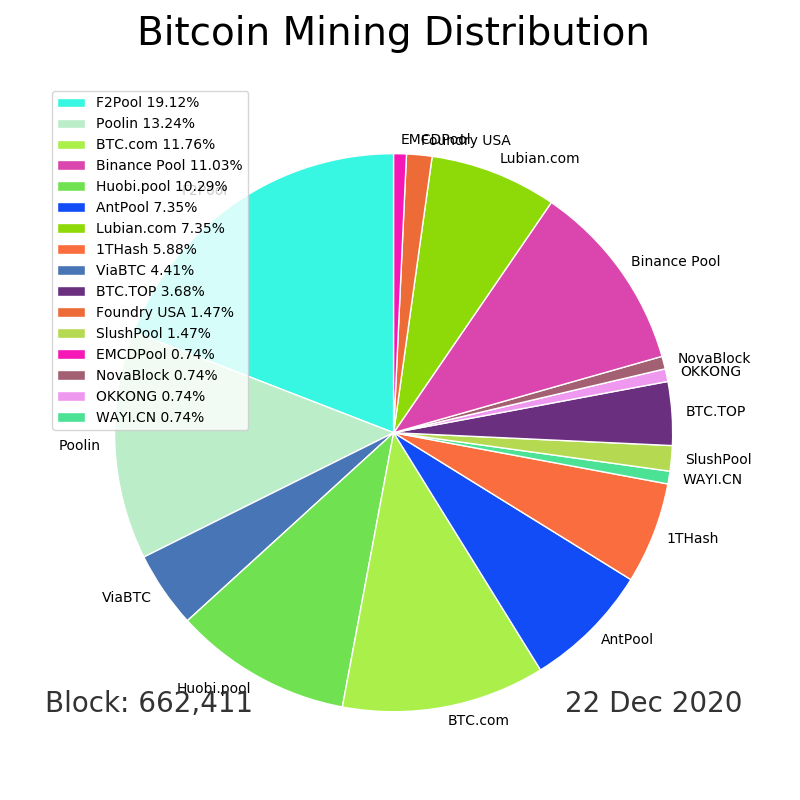 Bitcoin Mining Distribution
F2Pool 19.12%
Poolin 13.24%
BTC.com 11.76%
Binance Pool 11.03%
Huobi.pool 10.29%
AntPool 7.35%
Lubian.com 7.35%
1THash 5.88%
ViaBTC 4.41%
BTC.TOP 3.68%
Foundry USA 1.47%
SlushPool 1.47%
EMCDPool 0.74%
NovaBlock 0.74%
OKKONG 0.74%
WAYI.CN 0.74%
EMCDPool
Foundry USA
Lubian.com
F2Pool
Binance Pool
NovaBlock
OKKONG
BTC.TOP
Poolin
SlushPool
WAYI.CN
1THash
ViaBTC
AntPool
Huobi.pool
BTC.com
Block: 662,411
22 Dec 2020